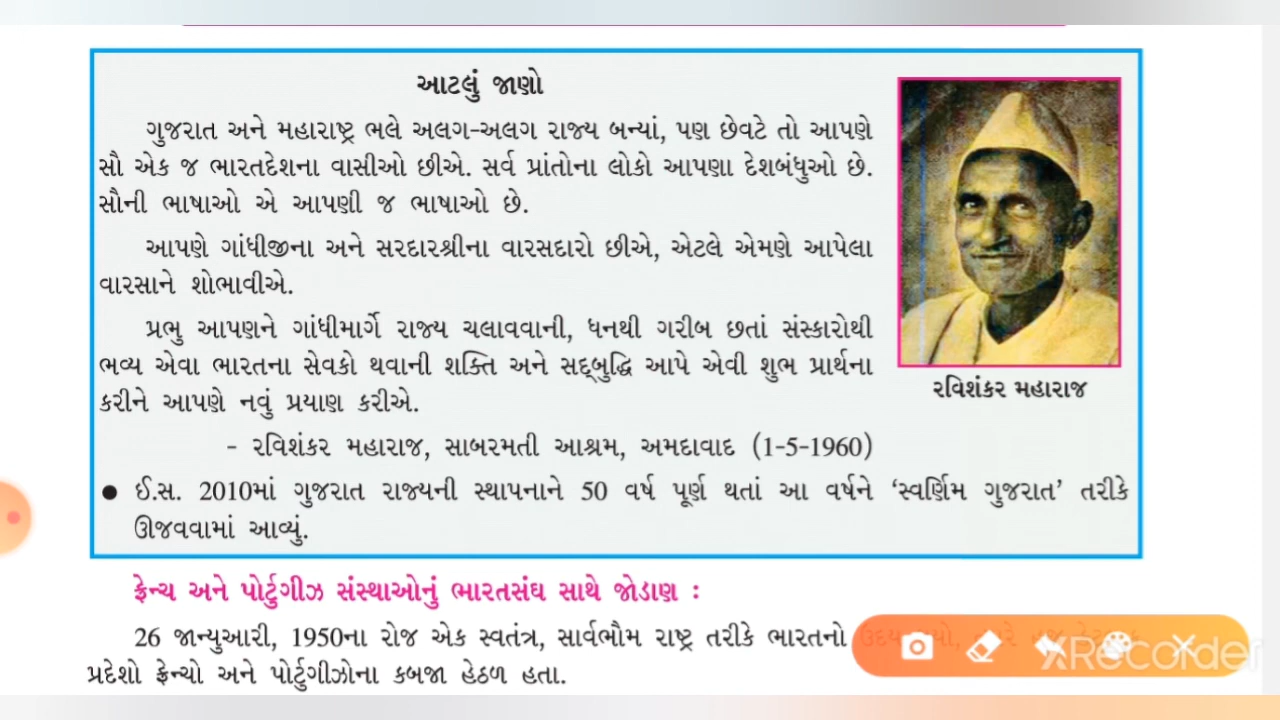 આટલું જાણો
ગુજરાત અને મહારાષ્ટ્ર ભલે અલગ-અલગ રાજ્ય બન્યાં, પણ છેવટે તો આપણે
સૌ એક જ ભારતદેશના વાસીઓ છીએ. સર્વ પ્રાંતોના લોકો આપણા દેશબંધુઓ છે.
સૌની ભાષાઓ એ આપણી જ ભાષાઓ છે.
આપણે ગાંધીજીના અને સરદારશ્રીના વારસદારો છીએ, એટલે એમણે આપેલા
વારસાને શોભાવીએ.
પ્રભુ આપણને ગાંધીમાર્ગે રાજ્ય ચલાવવાની, ધનથી ગરીબ છતાં સંસ્કારોથી
ભવ્ય એવા ભારતના સેવકો થવાની શક્તિ અને સદ્‌બુદ્ધિ આપે એવી શુભ પ્રાર્થના
કરીને આપણે નવું પ્રયાણ કરીએ.
- રવિશંકર મહારાજ, સાબરમતી આશ્રમ, અમદાવાદ (1-5-1960)
રવિશંકર મહારાજ
● ઈ.સ. 2010માં ગુજરાત રાજ્યની સ્થાપનાને 50 વર્ષ પૂર્ણ થતાં આ વર્ષને ‘સ્વર્ણિમ ગુજરાત’ તરીકે
ઊજવવામાં આવ્યું.
ફ્રેન્ચ અને પોર્ટુગીઝ સંસ્થાઓનું ભારતસંઘ સાથે જોડાણ :
26 જાન્યુઆરી, 1950ના રોજ એક સ્વતંત્ર, સાર્વભૌમ રાષ્ટ્ર તરીકે ભારતનો
પ્રદેશો ફ્રેન્ચો અને પોર્ટુગીઝોના કબજા હેઠળ હતા.
XRecorder